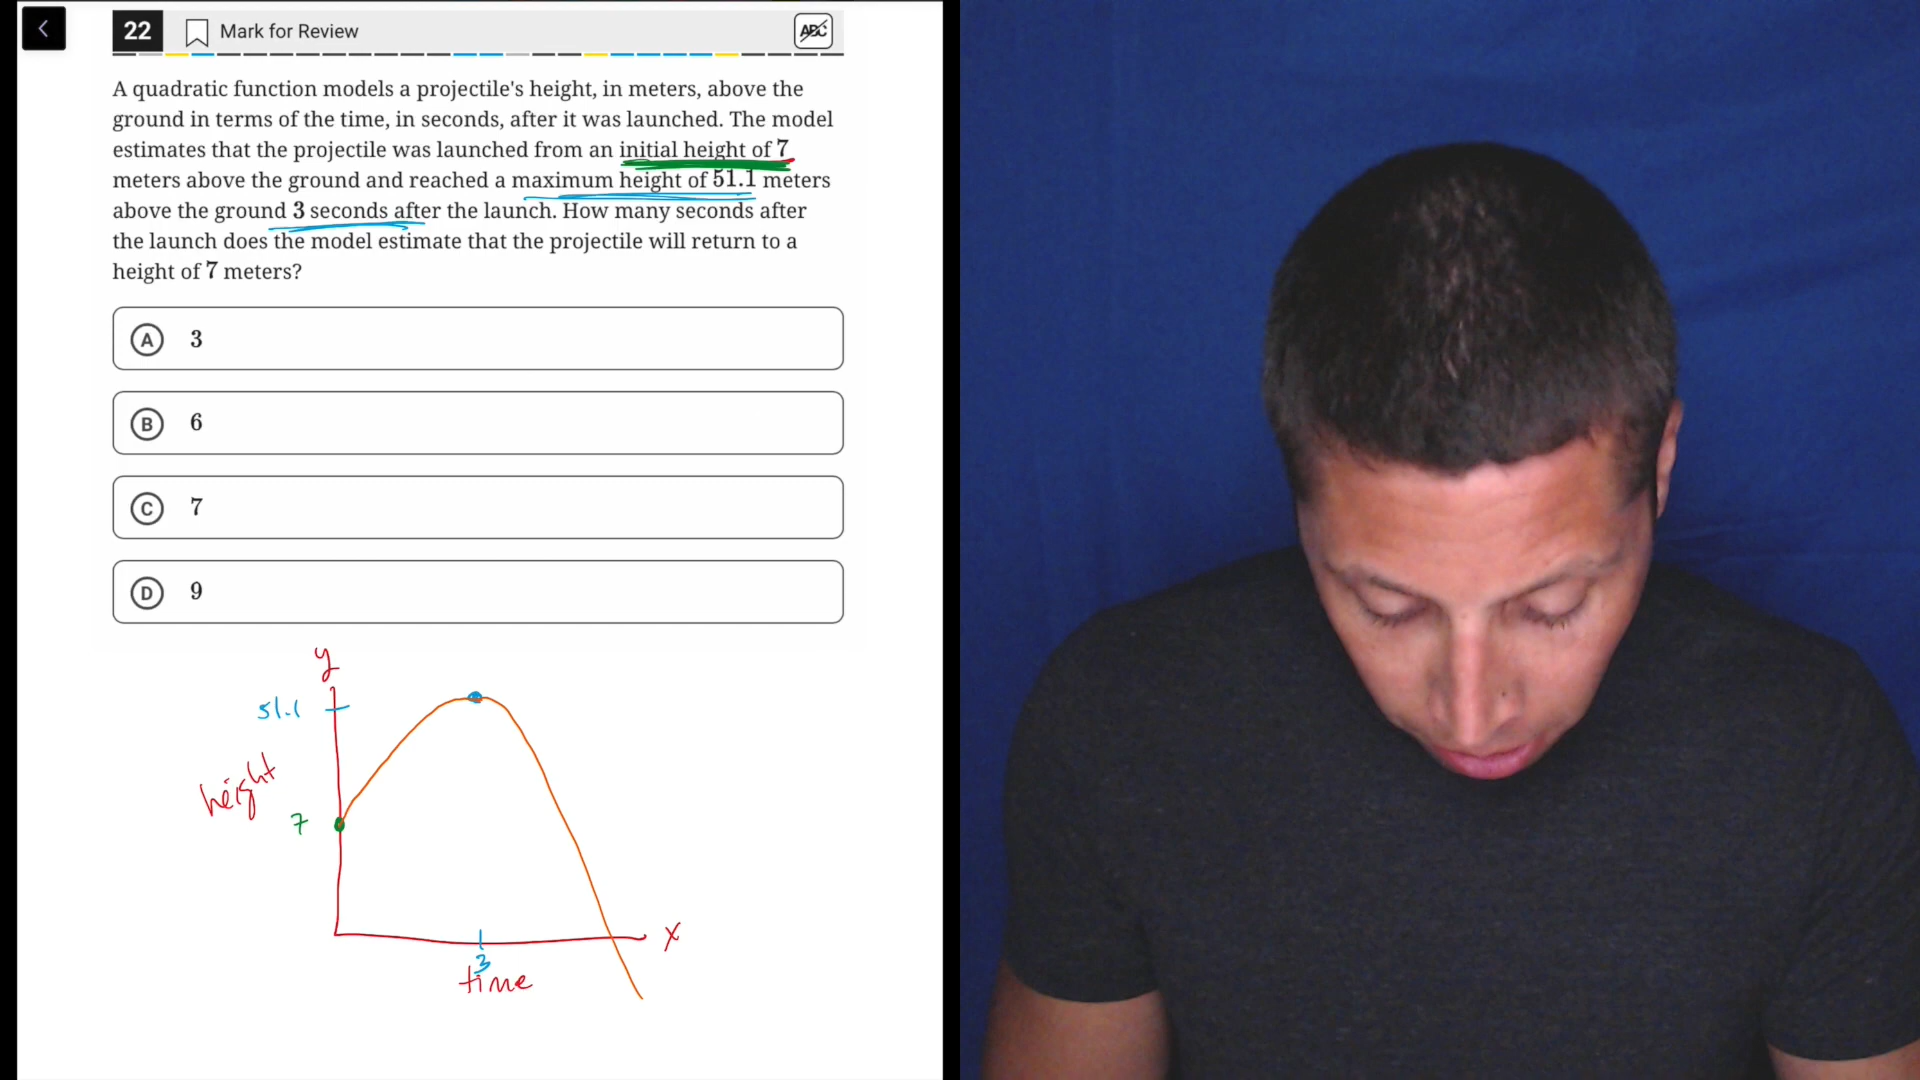 22 Mark for Review ABC
A quadratic function models a projectile's height, in meters, above the
ground in terms of the time, in seconds, after it was launched. The model
estimates that the projectile was launched from an initial height of 7
meters above the ground and reached a maximum height of 51.1 meters
above the ground 3 seconds after the launch. How many seconds after
the launch does the model estimate that the projectile will return to a
height of 7 meters?
A 3
B 6
C 7
D 9
y
51.1
height
7
x
3
time